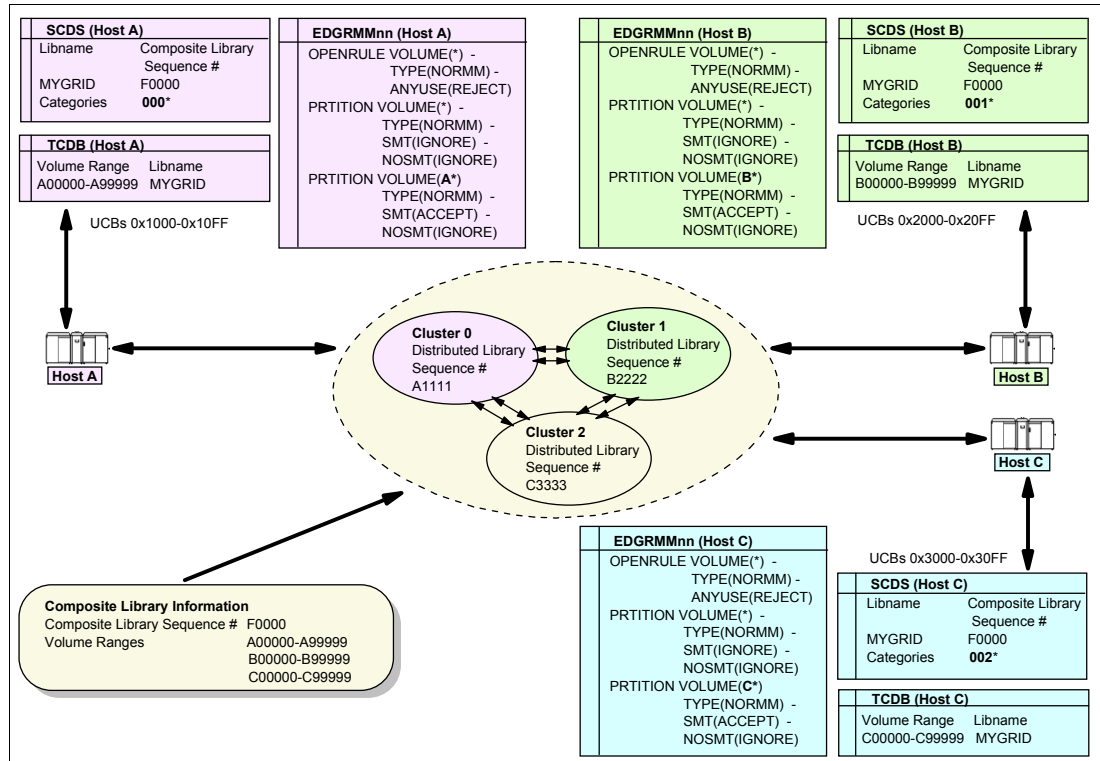 SCDS (Host A)
Libname Composite Library
Sequence #
MYGRID F0000
Categories 000*
TCDB (Host A)
Volume Range Libname
A00000-A99999 MYGRID
UCBs 0x1000-0x10FF
EDGRMMnn (Host A)
OPENRULE VOLUME(*) -
TYPE(NORMM) -
ANYUSE(REJECT)
PRTITION VOLUME(*) -
TYPE(NORMM) -
SMT(IGNORE) -
NOSMT(IGNORE)
PRTITION VOLUME(A*)
TYPE(NORMM) -
SMT(ACCEPT) -
NOSMT(IGNORE)
EDGRMMnn (Host B)
OPENRULE VOLUME(*) -
TYPE(NORMM) -
ANYUSE(REJECT)
PRTITION VOLUME(*) -
TYPE(NORMM) -
SMT(IGNORE) -
NOSMT(IGNORE)
PRTITION VOLUME(B*)
TYPE(NORMM) -
SMT(ACCEPT) -
NOSMT(IGNORE)
SCDS (Host B)
Libname Composite Library
Sequence #
MYGRID F0000
Categories 001*
TCDB (Host B)
Volume Range Libname
B00000-B99999 MYGRID
UCBs 0x2000-0x20FF
Host A
Cluster 0
Distributed Library
Sequence #
A1111
Cluster 1
Distributed Library
Sequence #
B2222
Cluster 2
Distributed Library
Sequence #
C3333
Host B
Host C
Composite Library Information
Composite Library Sequence # F0000
Volume Ranges A00000-A99999
B00000-B99999
C00000-C99999
EDGRMMnn (Host C)
OPENRULE VOLUME(*) -
TYPE(NORMM) -
ANYUSE(REJECT)
PRTITION VOLUME(*) -
TYPE(NORMM) -
SMT(IGNORE) -
NOSMT(IGNORE)
PRTITION VOLUME(C*)
TYPE(NORMM) -
SMT(ACCEPT) -
NOSMT(IGNORE)
UCBs 0x3000-0x30FF
SCDS (Host C)
Libname Composite Library
Sequence #
MYGRID F0000
Categories 002*
TCDB (Host C)
Volume Range Libname
C00000-C99999 MYGRID